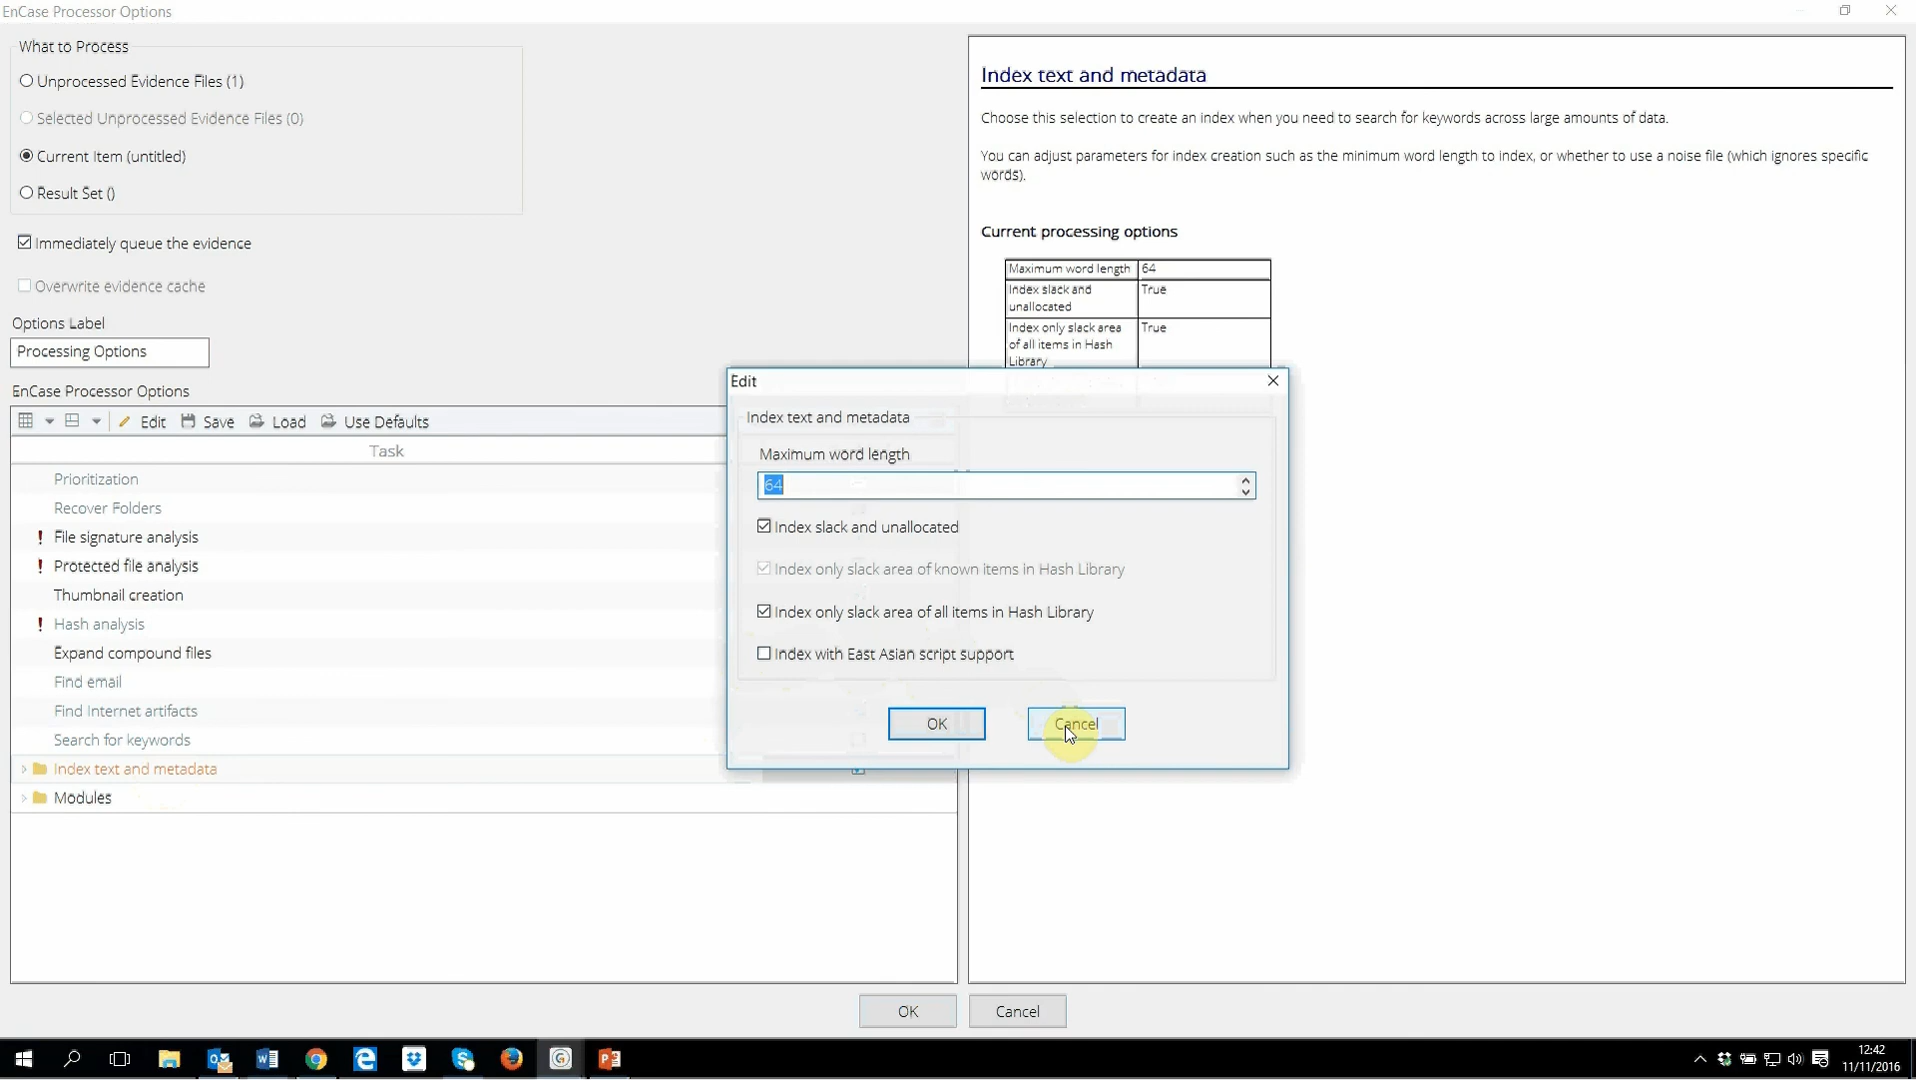 EnCase Processor Options
What to Process
Unprocessed Evidence Files (1)
Selected Unprocessed Evidence Files (0)
Current Item (untitled)
Result Set ()
Immediately queue the evidence
Overwrite evidence cache
Options Label
Processing Options
EnCase Processor Options
Edit Save Load Use Defaults
Task
Prioritization
Recover Folders
! File signature analysis
! Protected file analysis
Thumbnail creation
! Hash analysis
Expand compound files
Find email
Find Internet artifacts
Search for keywords
Index text and metadata
Modules
Index text and metadata
Choose this selection to create an index when you need to search for keywords across large amounts of data.
You can adjust parameters for index creation such as the minimum word length to index, or whether to use a noise file (which ignores specific
words).
Current processing options
Maximum word length 64
Index slack and True
unallocated
Index only slack area True
of all items in Hash
Library
Edit
Index text and metadata
Maximum word length
64
Index slack and unallocated
Index only slack area of known items in Hash Library
Index only slack area of all items in Hash Library
Index with East Asian script support
OK Cancel
OK Cancel
12:42
11/11/2016